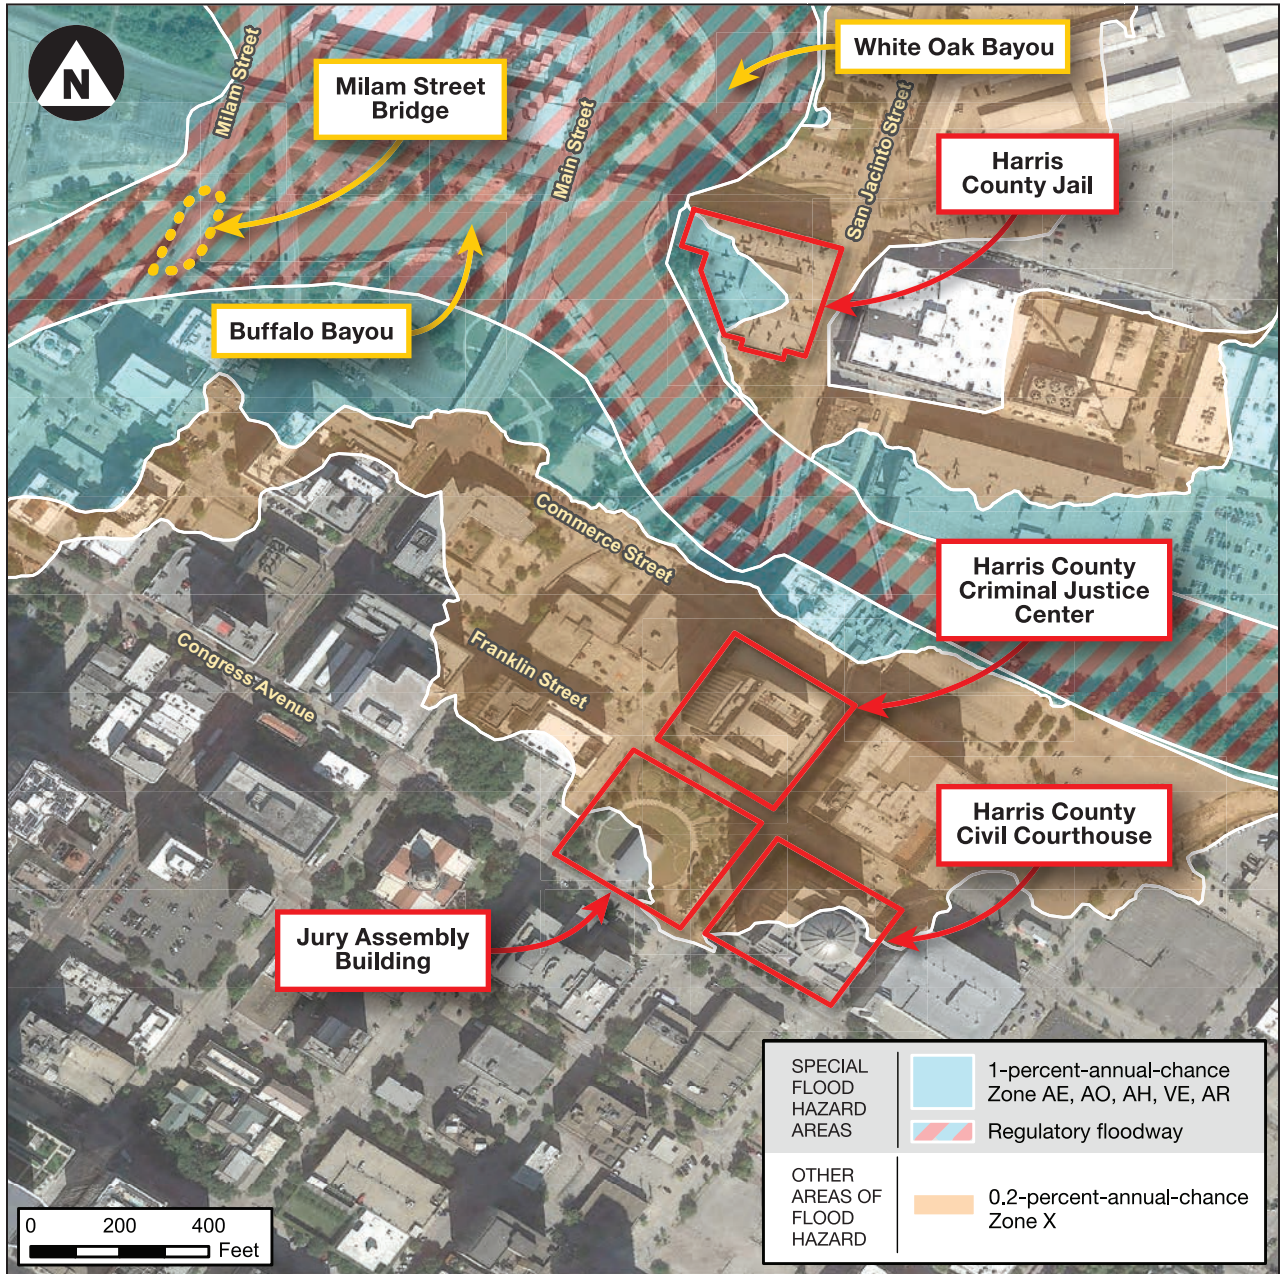 N
Milam Street
Milam Street
Bridge
Main Street
White Oak Bayou
San Jacinto Street
Harris
County Jail
Buffalo Bayou
Commerce Street
Franklin Street
Congress Avenue
Harris County
Criminal Justice
Center
Harris County
Civil Courthouse
Jury Assembly
Building
SPECIAL
FLOOD
HAZARD
AREAS
1-percent-annual-chance
Zone AE, AO, AH, VE, AR
Regulatory floodway
OTHER
AREAS OF
FLOOD
HAZARD
0.2-percent-annual-chance
Zone X
0 200 400
Feet